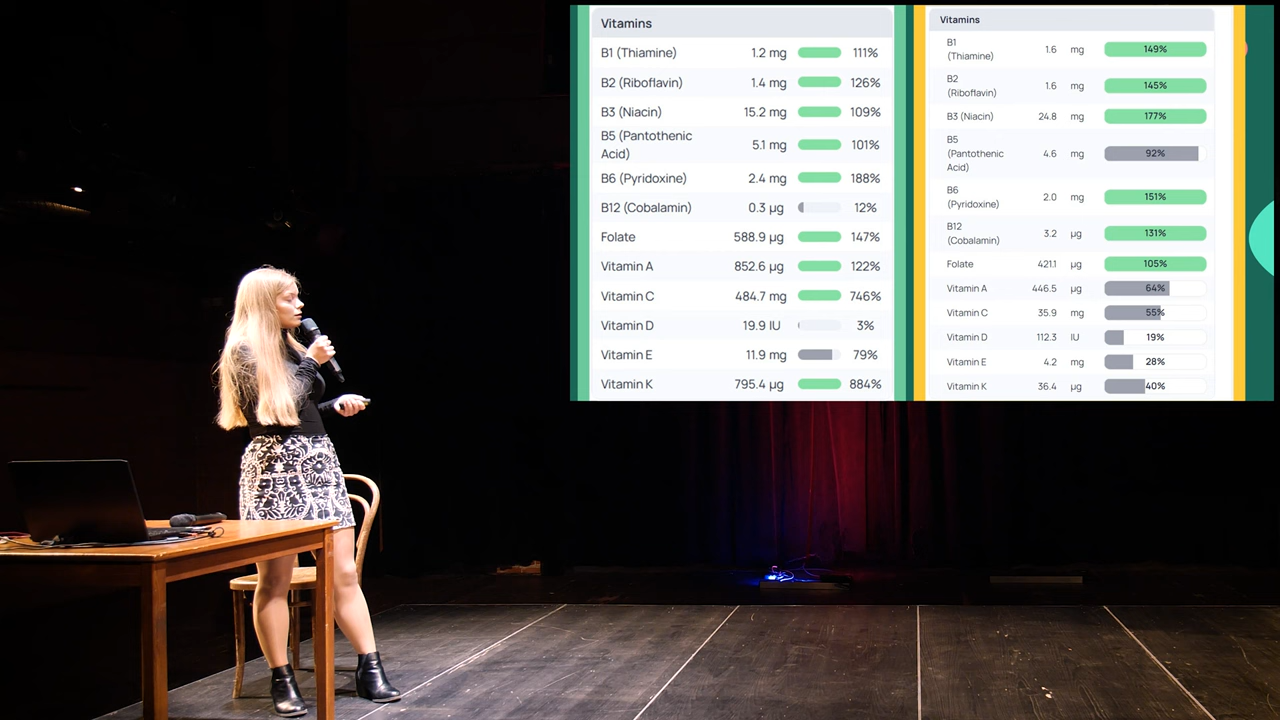 Vitamins
B1 (Thiamine) 1.2 mg 111%
B2 (Riboflavin) 1.4 mg 126%
B3 (Niacin) 15.2 mg 109%
B5 (Pantothenic
Acid) 5.1 mg 101%
B6 (Pyridoxine) 2.4 mg 188%
B12 (Cobalamin) 0.3 µg 12%
Folate 588.9 µg 147%
Vitamin A 852.6 µg 122%
Vitamin C 484.7 mg 746%
Vitamin D 19.9 IU 3%
Vitamin E 11.9 mg 79%
Vitamin K 795.4 µg 884%
Vitamins
B1
(Thiamine) 1.6 mg 149%
B2
(Riboflavin) 1.6 mg 145%
B3 (Niacin) 24.8 mg 177%
B5
(Pantothenic 4.6 mg 92%
Acid)
B6
(Pyridoxine) 2.0 mg 151%
B12
(Cobalamin) 3.2 µg 131%
Folate 421.1 µg 105%
Vitamin A 446.5 µg 64%
Vitamin C 35.9 mg 55%
Vitamin D 112.3 IU 19%
Vitamin E 4.2 mg 28%
Vitamin K 36.4 µg 40%